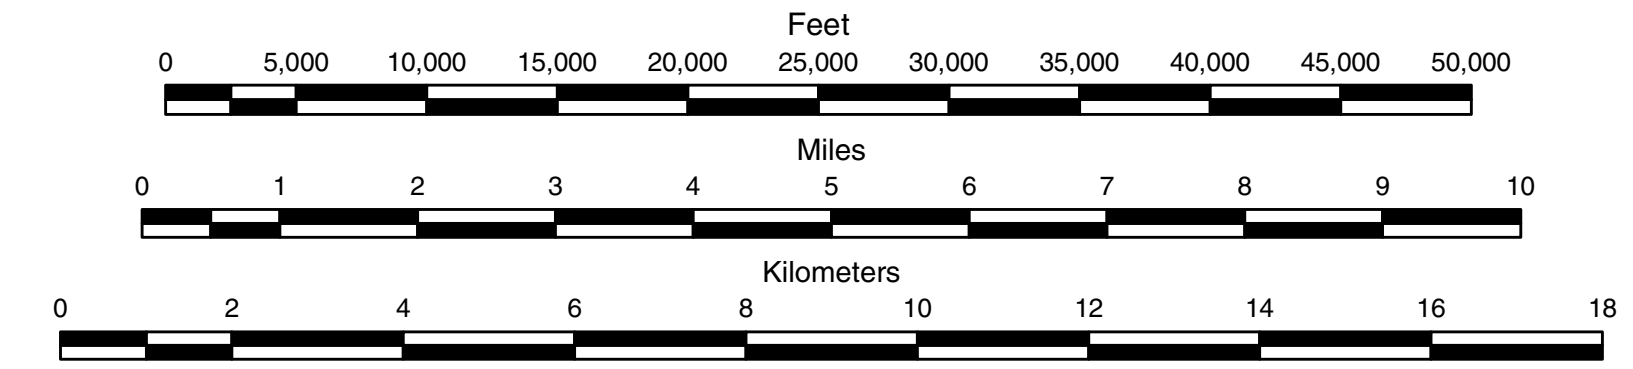 Feet
0 5,000 10,000 15,000 20,000 25,000 30,000 35,000 40,000 45,000 50,000
Miles
0 1 2 3 4 5 6 7 8 9 10
Kilometers
0 2 4 6 8 10 12 14 16 18